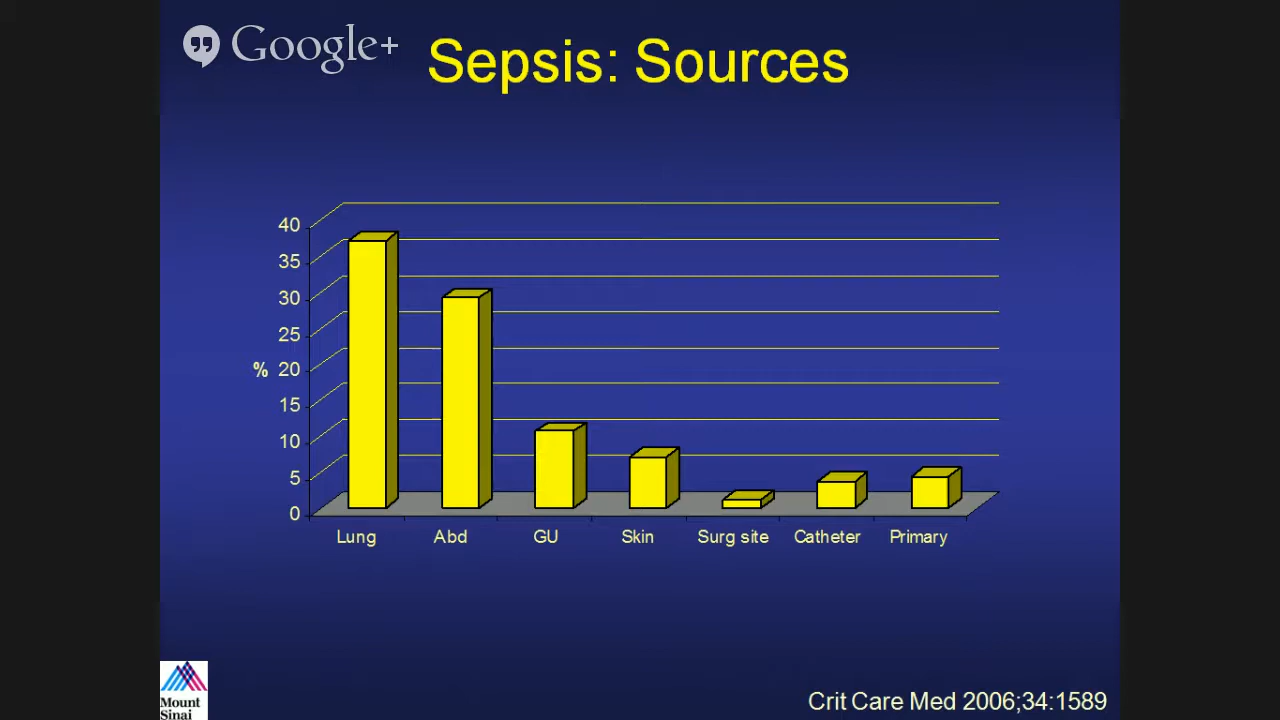 Google+
Sepsis: Sources
40
35
30
25
% 20
15
10
5
0
Lung Abd GU Skin Surg site Catheter Primary
Mount
Sinai
Crit Care Med 2006;34:1589